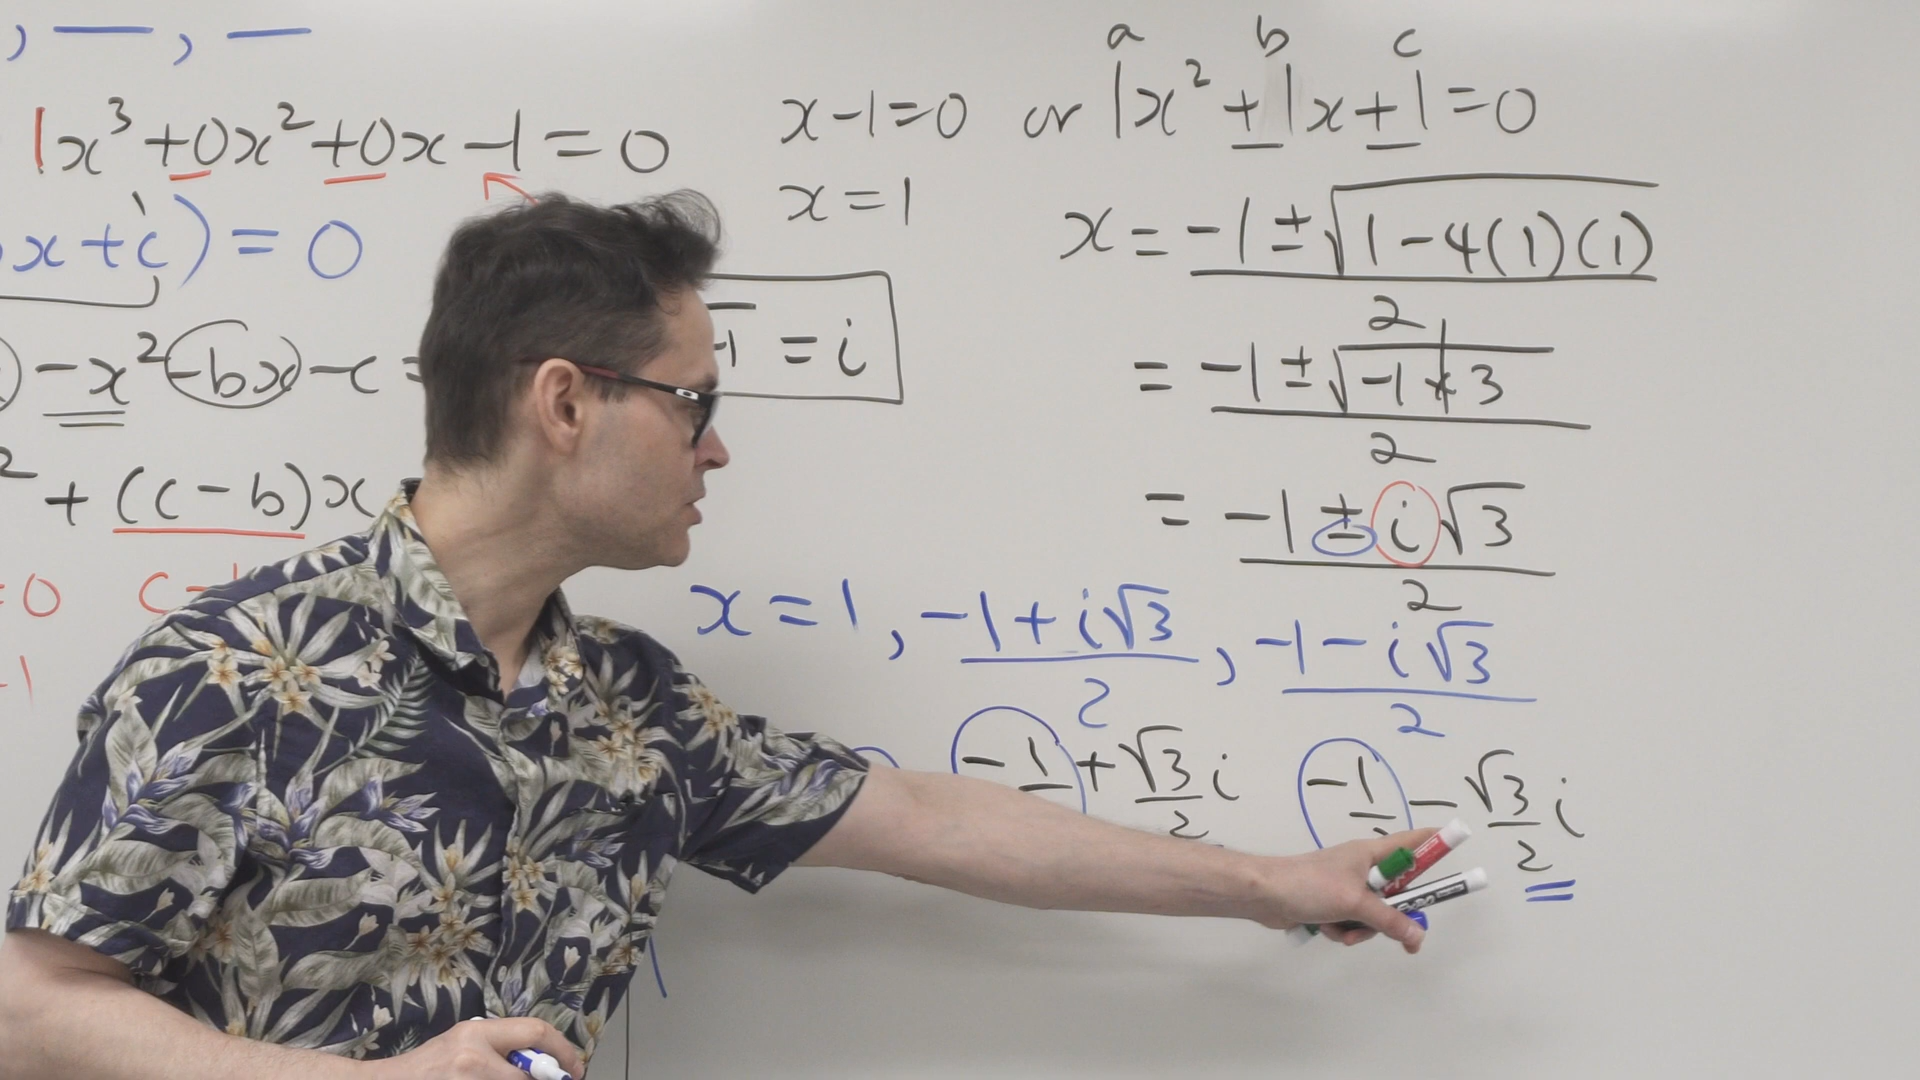 1x³ +0x² +0x -1 = 0
x+c) = 0
-x² -bx -c =
² + (c-b)x
=0 c-
-1
x-1=0 or 1x² +1x+1=0
a b c
x=1
x = -1 ± √1-4(1)(1)
2
-1 = i
= -1 ± √-1 x 3
2
= -1 ± i√3
2
x = 1, -1+i√3 , -1-i√3
2 2
-1 + √3 i -1 - √3 i
2 2
EXPO